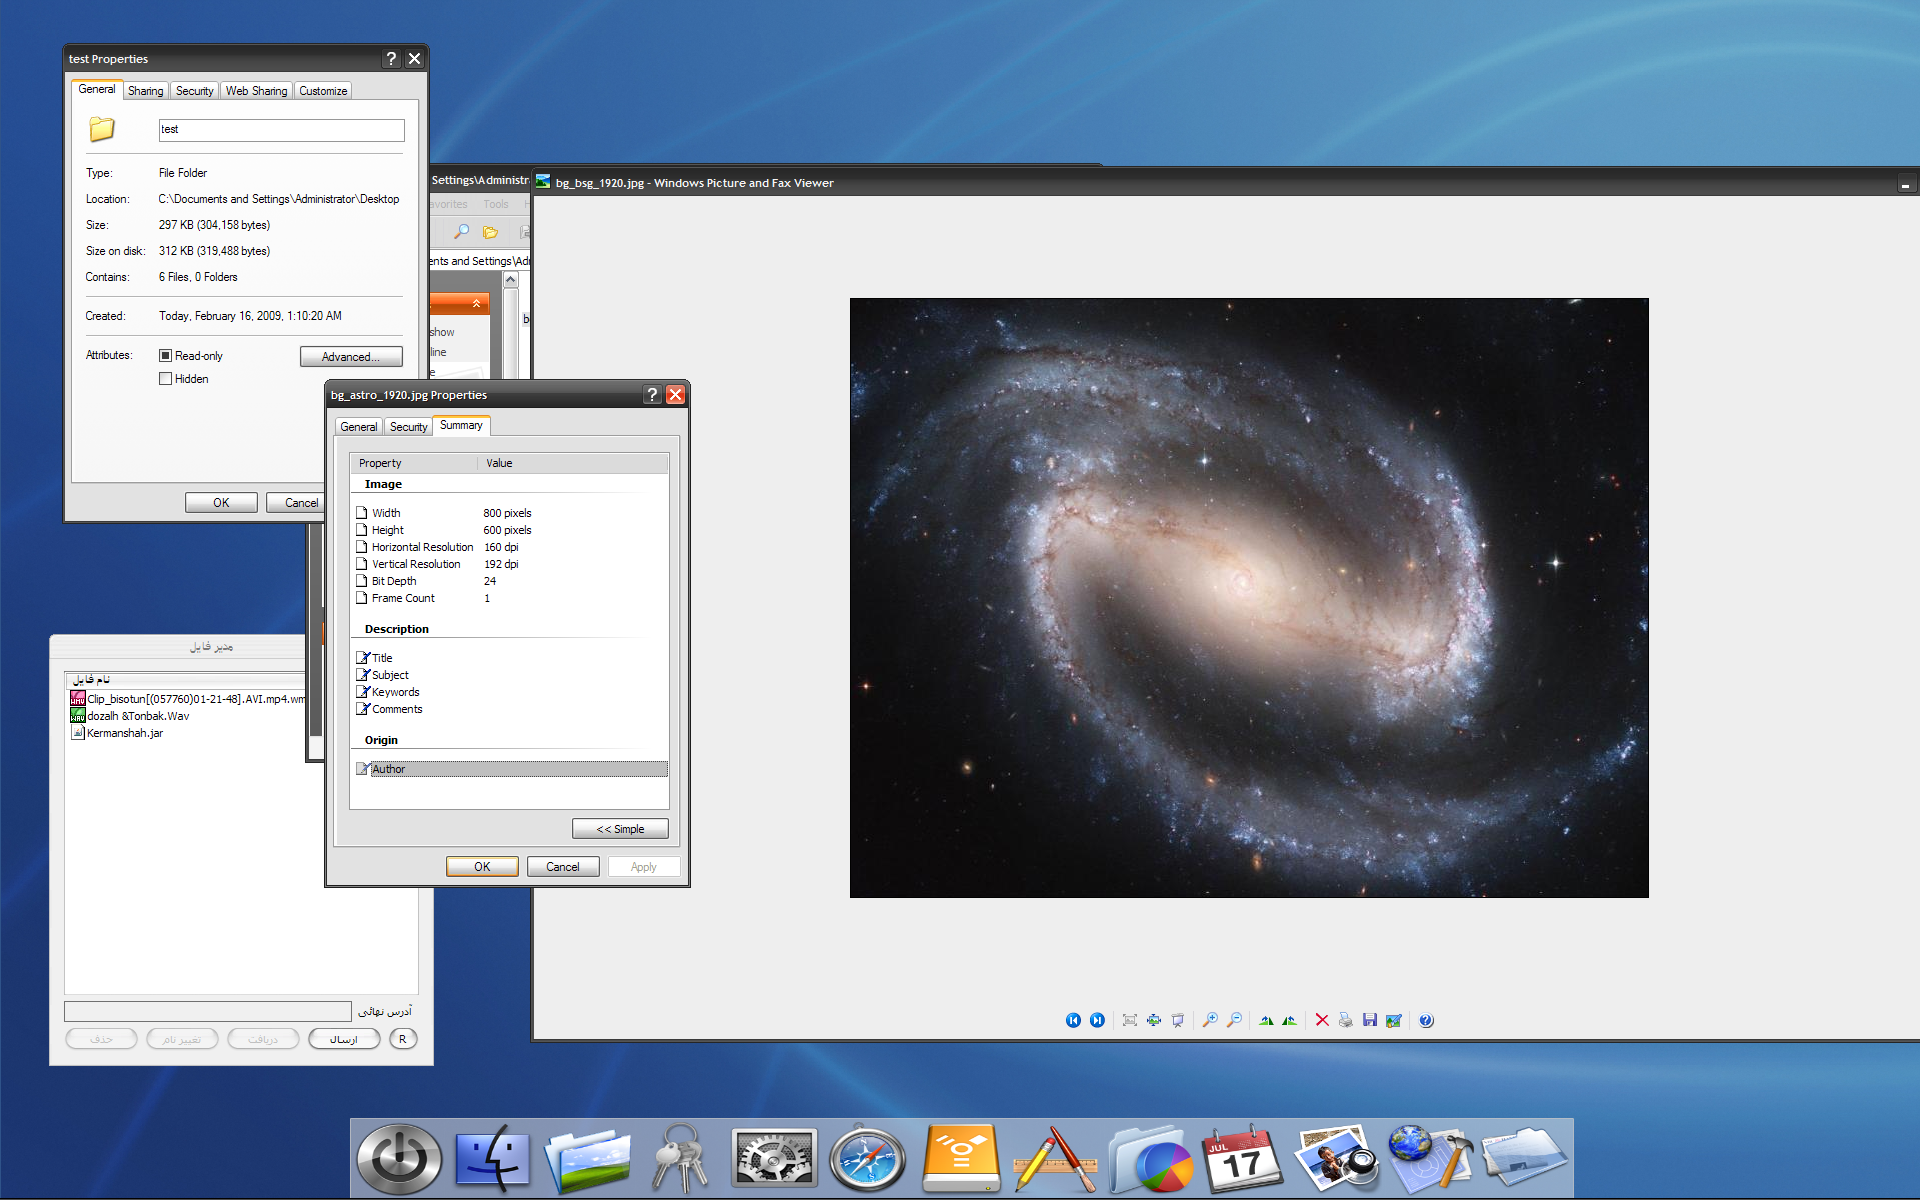 test Properties
General Sharing Security Web Sharing Customize
test
Type: File Folder
Location: C:\Documents and Settings\Administrator\Desktop
Size: 297 KB (304,158 bytes)
Size on disk: 312 KB (319,488 bytes)
Contains: 6 Files, 0 Folders
Created: Today, February 16, 2009, 1:10:20 AM
Attributes: Read-only
Advanced...
Hidden
OK Cancel
Settings\Administr
avorites Tools
ents and Settings\Adm
show
line
e
b
bg_bsg_1920.jpg - Windows Picture and Fax Viewer
bg_astro_1920.jpg Properties
General Security Summary
Property Value
Image
Width 800 pixels
Height 600 pixels
Horizontal Resolution 160 dpi
Vertical Resolution 192 dpi
Bit Depth 24
Frame Count 1
Description
Title
Subject
Keywords
Comments
Origin
Author
<< Simple
OK Cancel Apply
مدیر فایل
نام فایل
Clip_bisotun[(057760)01-21-48].AVI.mp4.wm
dozalh &Tonbak.Wav
Kermanshah.jar
آدرس نهائی
حذف تغییر نام دریافت ارسال R
JUL
17